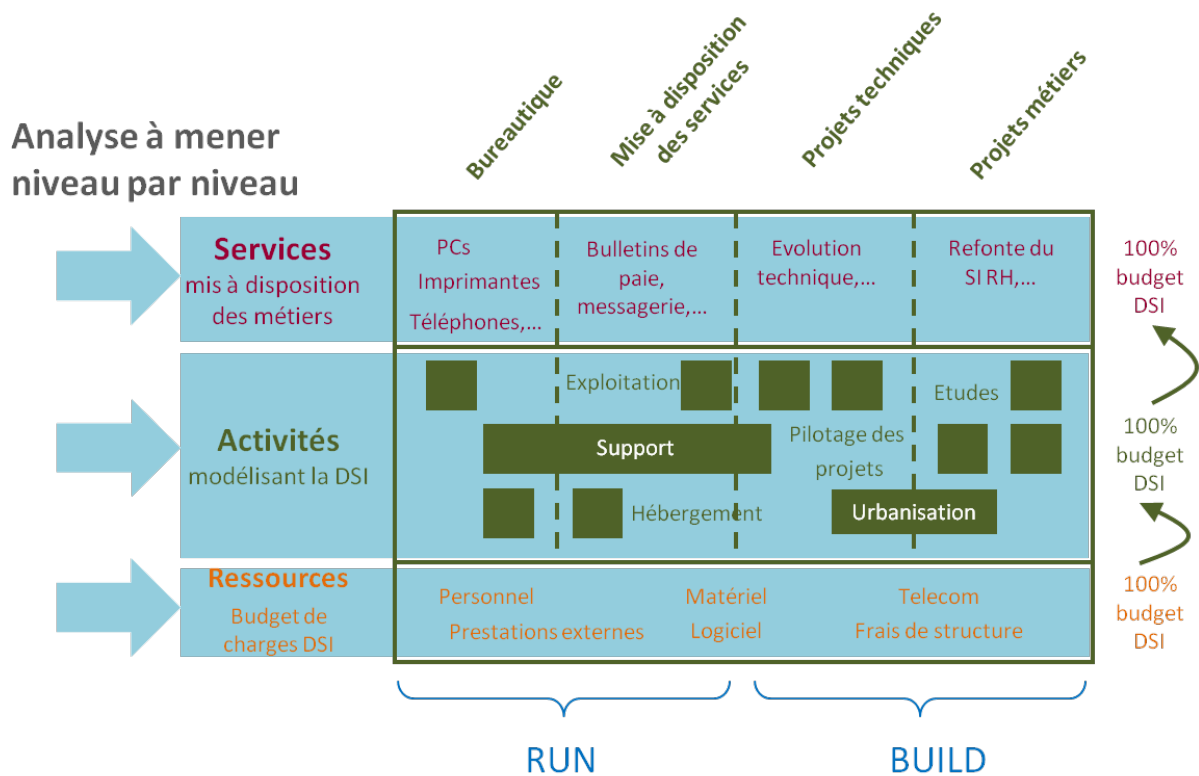 Bureautique
Mise à disposition
des services
Projets techniques
Projets métiers
Analyse à mener
niveau par niveau
Services
mis à disposition
des métiers
PCs
Imprimantes
Téléphones,...
Bulletins de
paie,
messagerie,...
Evolution
technique,...
Refonte du
SI RH,...
100%
budget
DSI
Activités
modélisant la DSI
Exploitation
Etudes
Support
Pilotage des
projets
Hébergement
Urbanisation
100%
budget
DSI
Ressources
Budget de
charges DSI
Personnel
Matériel
Telecom
Prestations externes
Logiciel
Frais de structure
100%
budget
DSI
RUN
BUILD